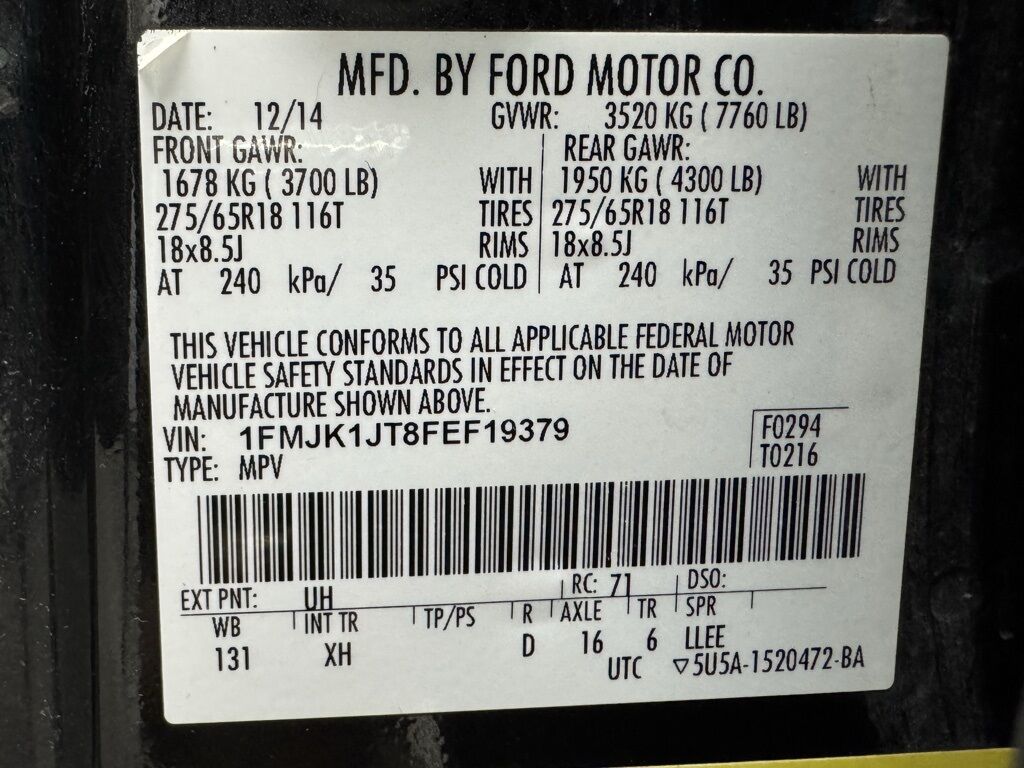 MFD. BY FORD MOTOR CO.
DATE: 12/14 GVWR: 3520 KG ( 7760 LB)
FRONT GAWR: REAR GAWR:
1678 KG ( 3700 LB) WITH 1950 KG ( 4300 LB) WITH
275/65R18 116T TIRES 275/65R18 116T TIRES
18x8.5J RIMS 18x8.5J RIMS
AT 240 kPa/ 35 PSI COLD AT 240 kPa/ 35 PSI COLD
THIS VEHICLE CONFORMS TO ALL APPLICABLE FEDERAL MOTOR
VEHICLE SAFETY STANDARDS IN EFFECT ON THE DATE OF
MANUFACTURE SHOWN ABOVE.
VIN: 1FMJK1JT8FEF19379 F0294
TYPE: MPV T0216
EXT PNT: UH RC: 71 DSO:
WB INT TR TP/PS R AXLE TR SPR
131 XH D 16 6 LLEE
UTC ▽5U5A-1520472-BA